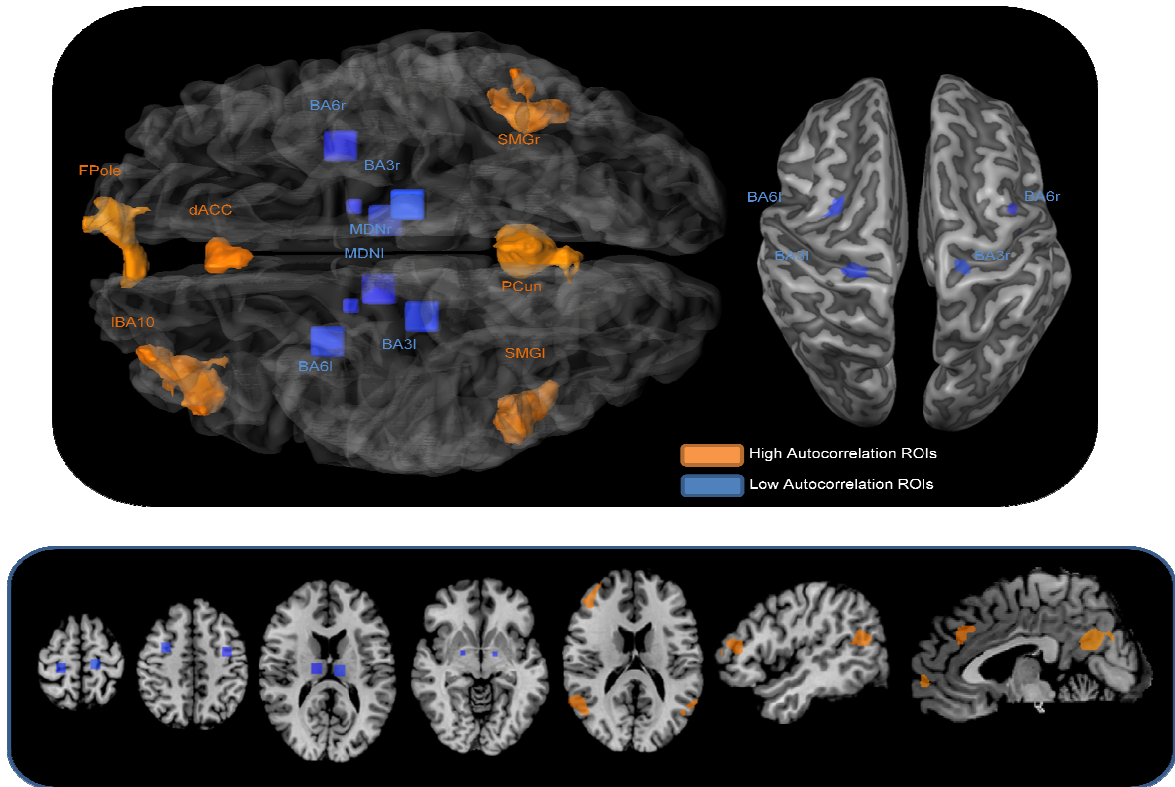 BA6r
SMGr
BA3r
FPole
BA6l
BA6r
dACC
MDNr
MDNl
BA3r
PCun
lBA10
BA3l
SMGl
BA6l
High Autocorrelation ROIs
Low Autocorrelation ROIs